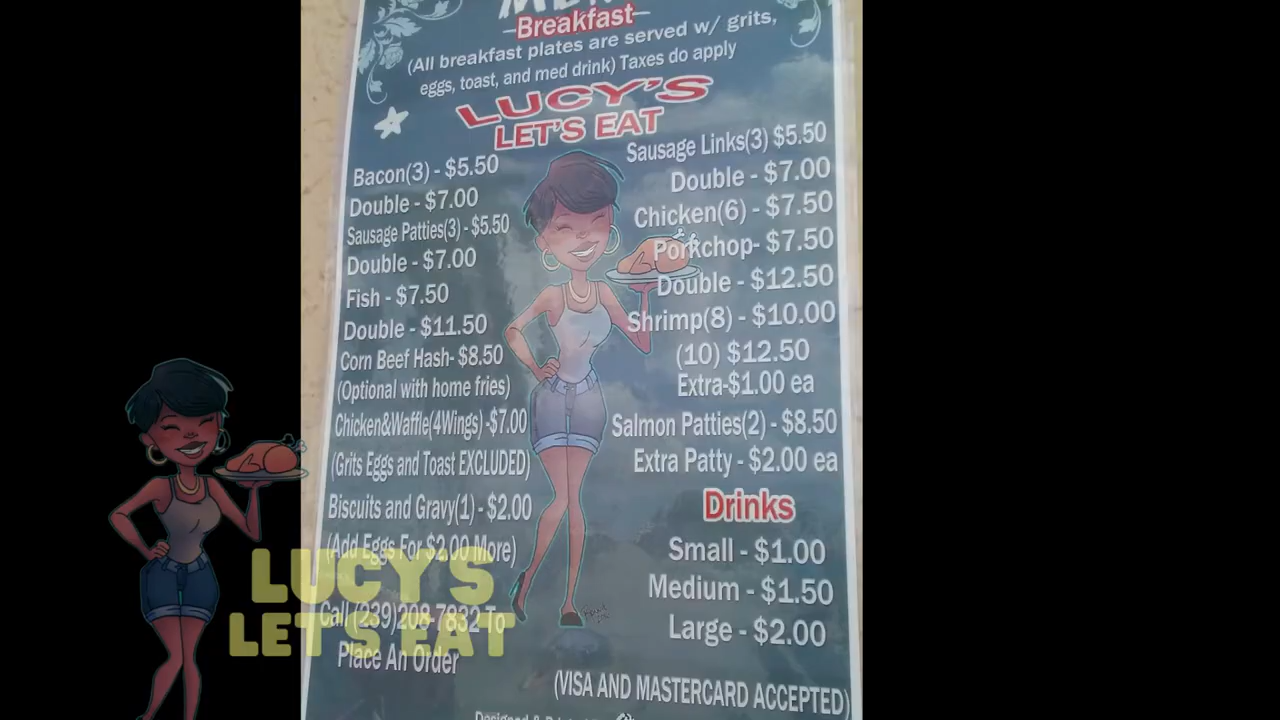 MENU
Breakfast
(All breakfast plates are served w/ grits,
eggs, toast, and med drink) Taxes do apply
LUCY'S
LET'S EAT
Bacon(3) - $5.50
Double - $7.00
Sausage Patties(3) - $5.50
Double - $7.00
Fish - $7.50
Double - $11.50
Corn Beef Hash- $8.50
(Optional with home fries)
Chicken&Waffle(4Wings) -$7.00
(Grits Eggs and Toast EXCLUDED)
Biscuits and Gravy(1) - $2.00
(Add Eggs For $2.00 More)
Call (239)208-7832 To
Place An Order
Sausage Links(3) $5.50
Double - $7.00
Chicken(6) - $7.50
Porkchop- $7.50
Double - $12.50
Shrimp(8) - $10.00
(10) $12.50
Extra-$1.00 ea
Salmon Patties(2) - $8.50
Extra Patty - $2.00 ea
Drinks
Small - $1.00
Medium - $1.50
Large - $2.00
(VISA AND MASTERCARD ACCEPTED)
LUCY'S
LET'S EAT